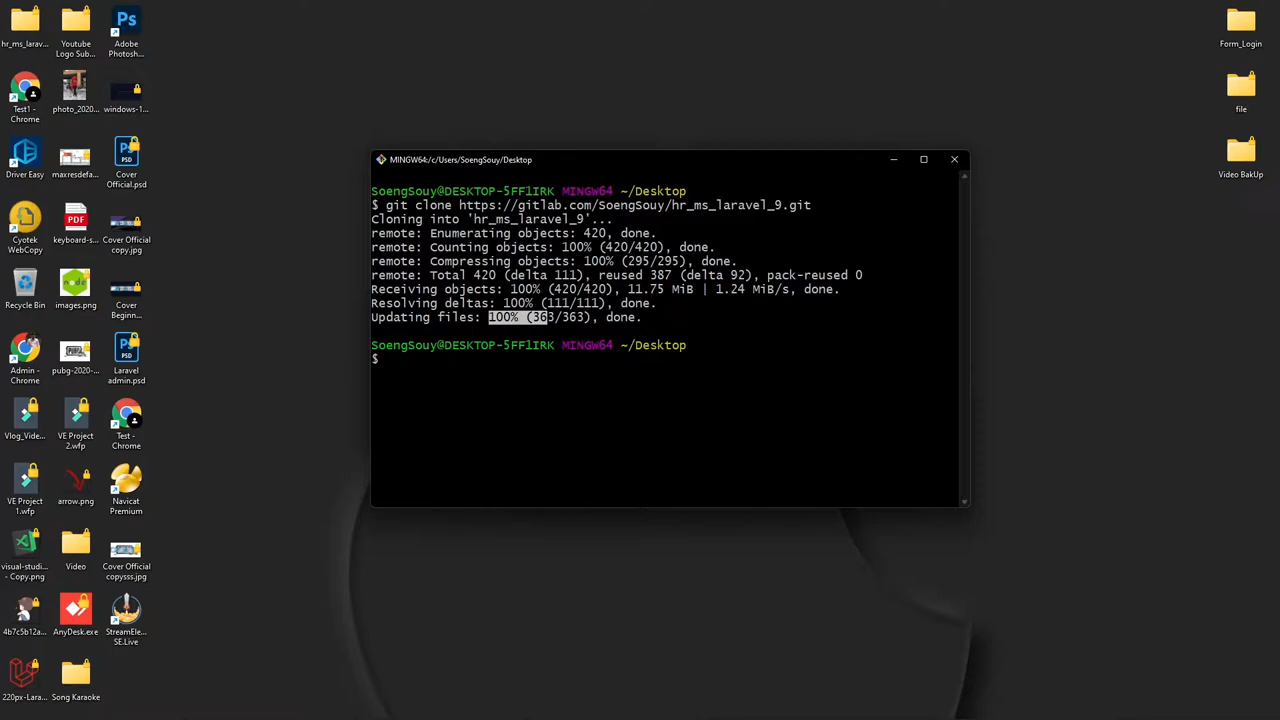 hr_ms_larav...
Youtube
Logo Sub...
Ps
Adobe
Photosh...
Form_Login
Test1 -
Chrome
photo_2020...
windows-1...
file
Driver Easy
maxresdefa...
PSD
Cover
Official.psd
Video BakUp
Cyotek
WebCopy
PDF
keyboard-s...
Cover Official
copy.jpg
Recycle Bin
images.png
Cover
Beginn...
Admin -
Chrome
pubg-2020-...
PSD
Laravel
admin.psd
Vlog_Vide...
VE Project
2.wfp
Test -
Chrome
VE Project
1.wfp
arrow.png
Navicat
Premium
visual-studi...
- Copy.png
Video
Cover Official
copysss.jpg
4b7c5b12a...
AnyDesk.exe
StreamEle...
SE.Live
220px-Lara...
Song Karaoke
MINGW64:/c/Users/SoengSouy/Desktop
SoengSouy@DESKTOP-5FF1IRK MINGW64 ~/Desktop
$ git clone https://gitlab.com/SoengSouy/hr_ms_laravel_9.git
Cloning into 'hr_ms_laravel_9'...
remote: Enumerating objects: 420, done.
remote: Counting objects: 100% (420/420), done.
remote: Compressing objects: 100% (295/295), done.
remote: Total 420 (delta 111), reused 387 (delta 92), pack-reused 0
Receiving objects: 100% (420/420), 11.75 MiB | 1.24 MiB/s, done.
Resolving deltas: 100% (111/111), done.
Updating files: 100% (363/363), done.
SoengSouy@DESKTOP-5FF1IRK MINGW64 ~/Desktop
$